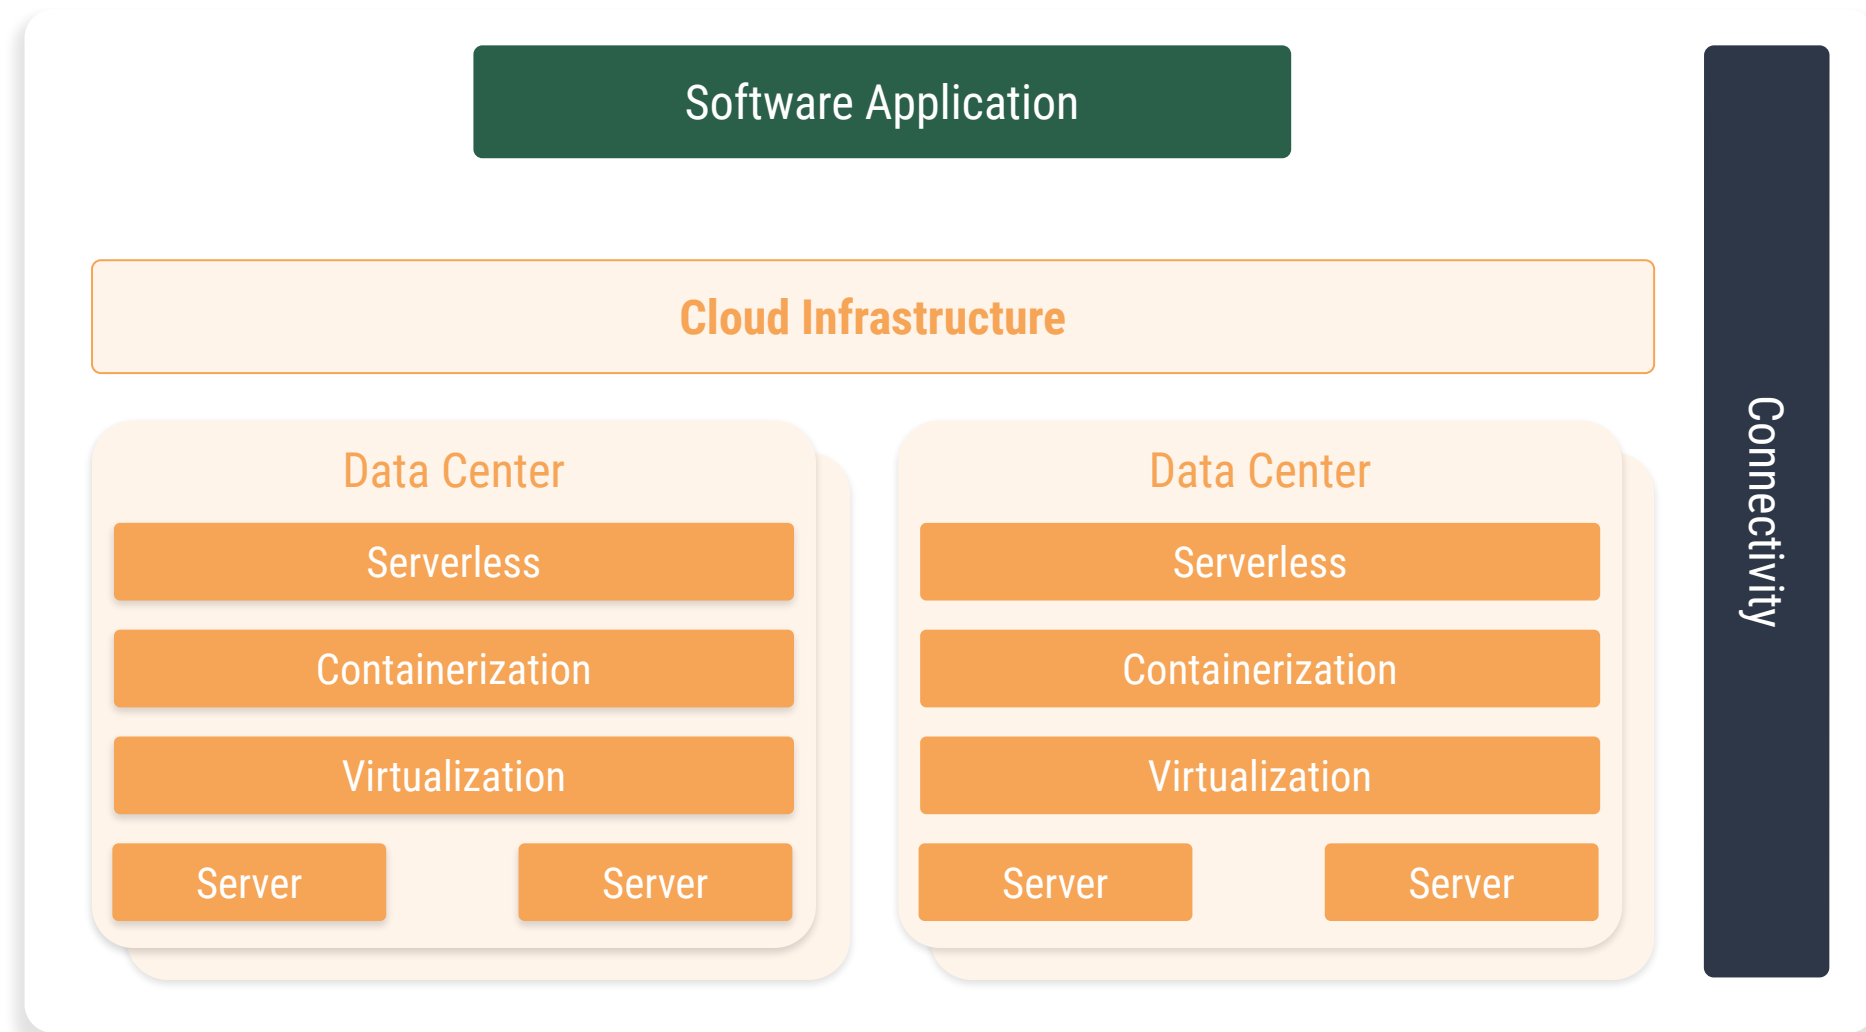 Software Application
Cloud Infrastructure
Data Center
Serverless
Containerization
Virtualization
Server
Server
Data Center
Serverless
Containerization
Virtualization
Server
Server
Connectivity